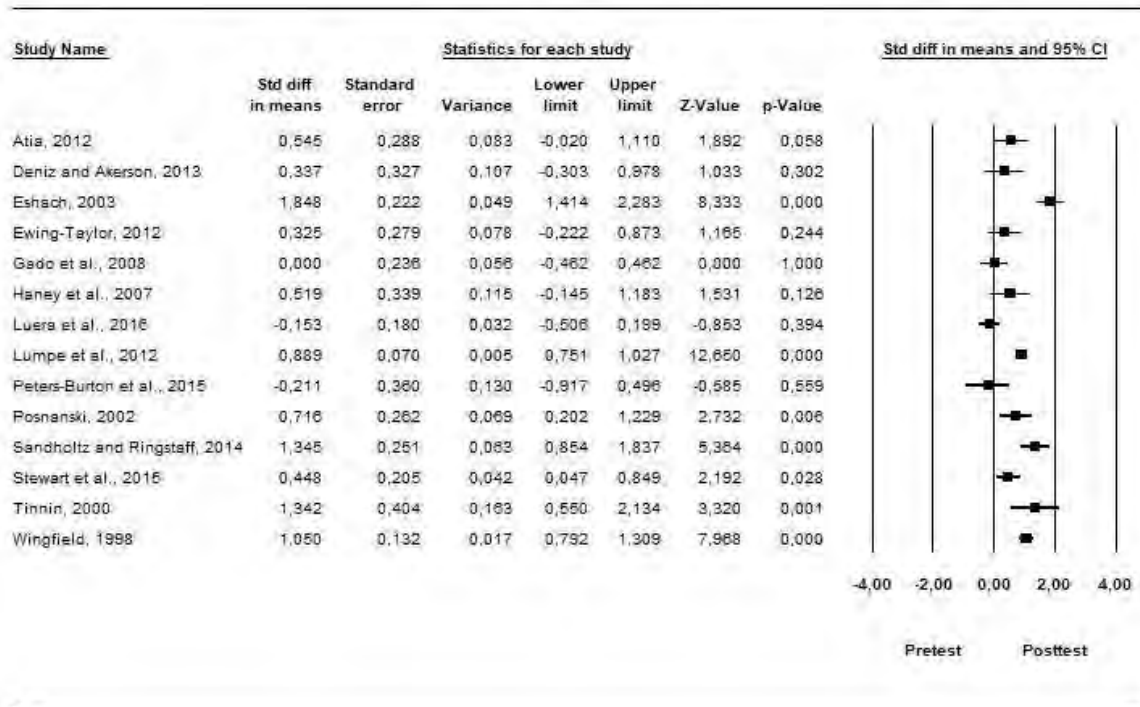 Study Name Statistics for each study Std diff in means and 95% CI
Std diff Standard Lower Upper
in means error Variance limit limit Z-Value p-Value
Atia, 2012 0,545 0,288 0,083 -0,020 1,110 1,892 0,058
Deniz and Akerson, 2013 0,337 0,327 0,107 -0,303 0,978 1,033 0,302
Eshach, 2003 1,848 0,222 0,049 1,414 2,283 8,333 0,000
Ewing-Taylor, 2012 0,325 0,279 0,078 -0,222 0,873 1,165 0,244
Gado et al., 2008 0,000 0,236 0,056 -0,462 0,462 0,000 1,000
Haney et al., 2007 0,519 0,339 0,115 -0,145 1,183 1,531 0,126
Luera et al., 2016 -0,153 0,180 0,032 -0,506 0,199 -0,853 0,394
Lumpe et al., 2012 0,889 0,070 0,005 0,751 1,027 12,650 0,000
Peters-Burton et al., 2015 -0,211 0,360 0,130 -0,917 0,496 -0,585 0,559
Posnanski, 2002 0,716 0,262 0,069 0,202 1,229 2,732 0,006
Sandholtz and Ringstaff, 2014 1,345 0,251 0,063 0,854 1,837 5,364 0,000
Stewart et al., 2016 0,448 0,205 0,042 0,047 0,849 2,192 0,028
Tinnin, 2000 1,342 0,404 0,163 0,550 2,134 3,320 0,001
Wingfield, 1998 1,050 0,132 0,017 0,792 1,309 7,968 0,000
-4,00 -2,00 0,00 2,00 4,00
Pretest Posttest